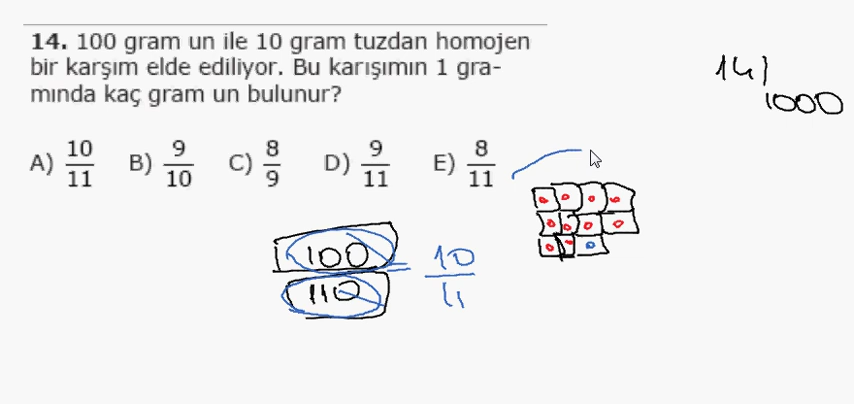 14. 100 gram un ile 10 gram tuzdan homojen
bir karşım elde ediliyor. Bu karışımın 1 gra-
mında kaç gram un bulunur?
A) 10/11 B) 9/10 C) 8/9 D) 9/11 E) 8/11
100/110 = 10/11
14)
1000